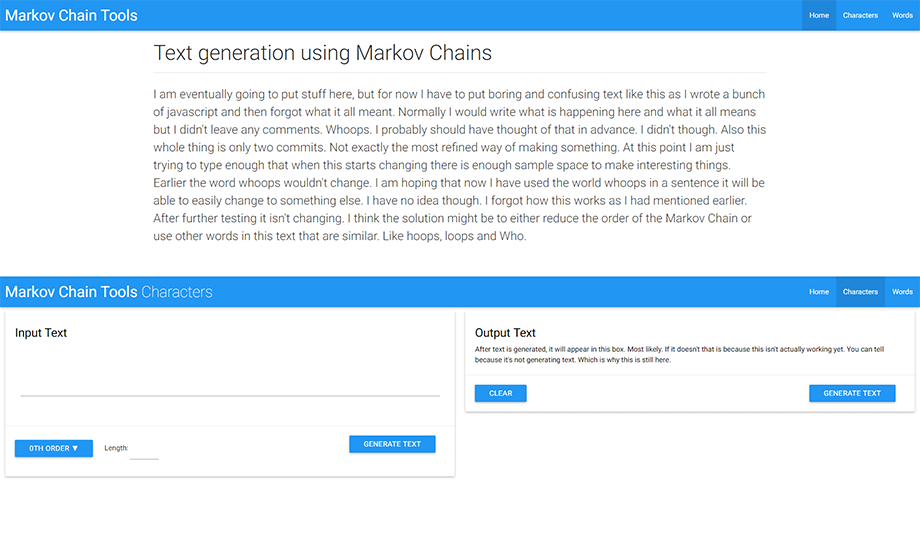 Markov Chain Tools
Home Characters Words
Text generation using Markov Chains
I am eventually going to put stuff here, but for now I have to put boring and confusing text like this as I wrote a bunch
of javascript and then forgot what it all meant. Normally I would write what is happening here and what it all means
but I didn't leave any comments. Whoops. I probably should have thought of that in advance. I didn't though. Also this
whole thing is only two commits. Not exactly the most refined way of making something. At this point I am just
trying to type enough that when this starts changing there is enough sample space to make interesting things.
Earlier the word whoops wouldn't change. I am hoping that now I have used the world whoops in a sentence it will be
able to easily change to something else. I have no idea though. I forgot how this works as I had mentioned earlier.
After further testing it isn't changing. I think the solution might be to either reduce the order of the Markov Chain or
use other words in this text that are similar. Like hoops, loops and Who.
Markov Chain Tools Characters
Home Characters Words
Input Text
0TH ORDER ▼ Length:
GENERATE TEXT
Output Text
After text is generated, it will appear in this box. Most likely. If it doesn't that is because this isn't actually working yet. You can tell
because it's not generating text. Which is why this is still here.
CLEAR
GENERATE TEXT